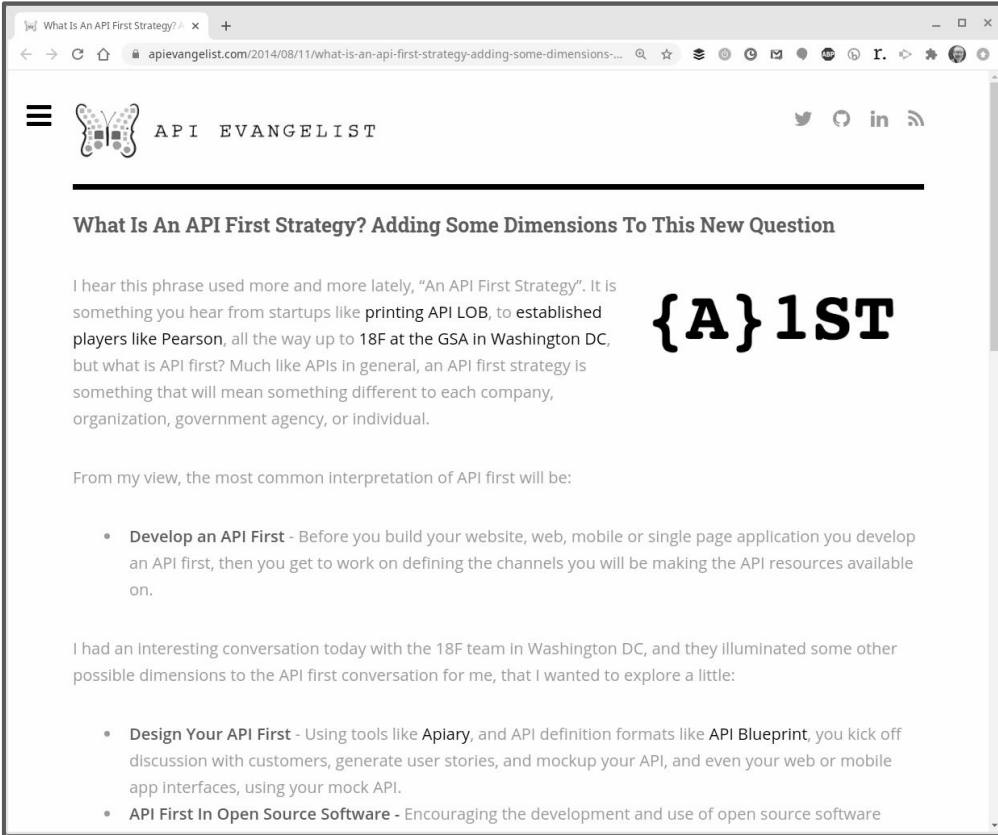 What Is An API First Strategy? A
apievangelist.com/2014/08/11/what-is-an-api-first-strategy-adding-some-dimensions-...
ABP
r.
API EVANGELIST
in
What Is An API First Strategy? Adding Some Dimensions To This New Question
I hear this phrase used more and more lately, “An API First Strategy”. It is
something you hear from startups like printing API LOB, to established
players like Pearson, all the way up to 18F at the GSA in Washington DC,
but what is API first? Much like APIs in general, an API first strategy is
something that will mean something different to each company,
organization, government agency, or individual.
{A}1ST
From my view, the most common interpretation of API first will be:
• Develop an API First - Before you build your website, web, mobile or single page application you develop
an API first, then you get to work on defining the channels you will be making the API resources available
on.
I had an interesting conversation today with the 18F team in Washington DC, and they illuminated some other
possible dimensions to the API first conversation for me, that I wanted to explore a little:
• Design Your API First - Using tools like Apiary, and API definition formats like API Blueprint, you kick off
discussion with customers, generate user stories, and mockup your API, and even your web or mobile
app interfaces, using your mock API.
• API First In Open Source Software - Encouraging the development and use of open source software